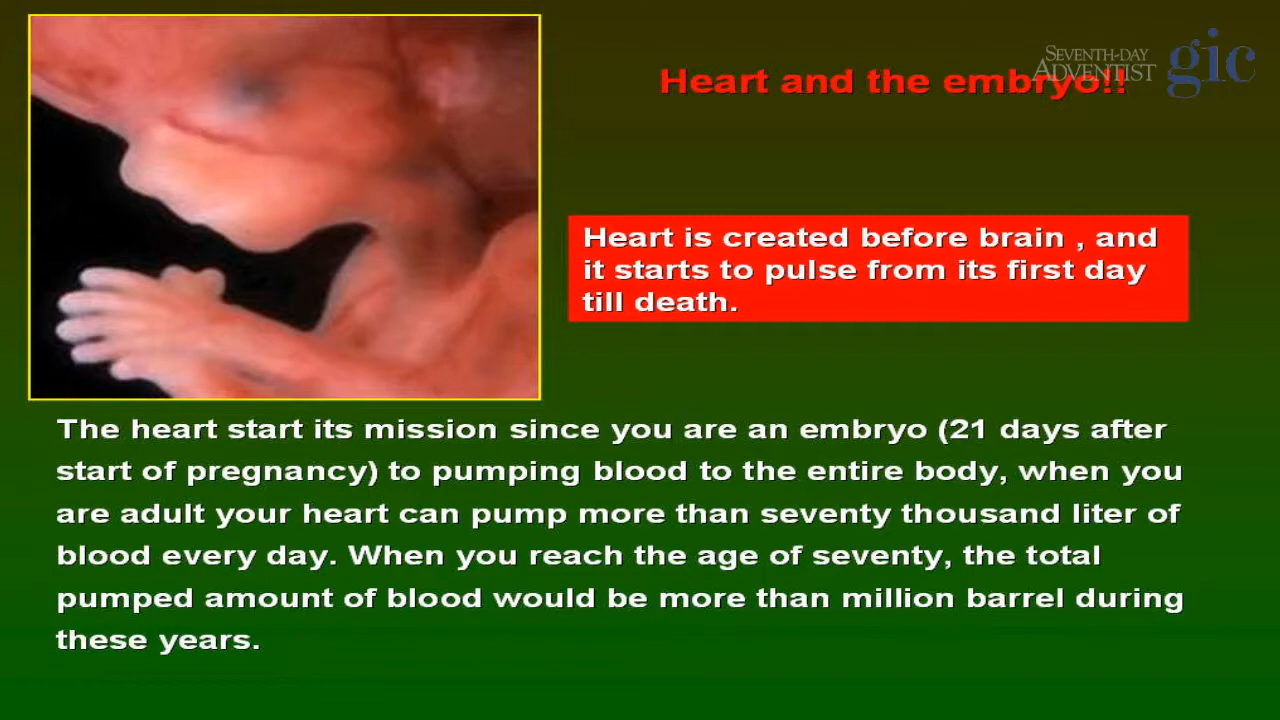 SEVENTH-DAY
ADVENTIST gic
Heart and the embryo!!
Heart is created before brain , and
it starts to pulse from its first day
till death.
The heart start its mission since you are an embryo (21 days after
start of pregnancy) to pumping blood to the entire body, when you
are adult your heart can pump more than seventy thousand liter of
blood every day. When you reach the age of seventy, the total
pumped amount of blood would be more than million barrel during
these years.